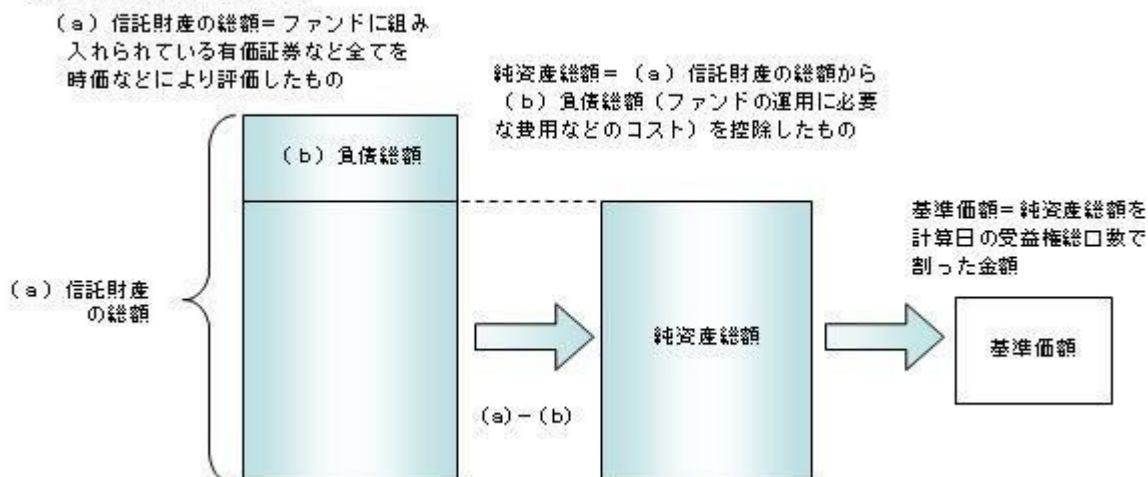 （a）信託財産の総額＝ファンドに組み
入れられている有価証券など全てを
時価などにより評価したもの
純資産総額＝（a）信託財産の総額から
（b）負債総額（ファンドの運用に必要
な費用などのコスト）を控除したもの
（b）負債総額
基準価額＝純資産総額を
計算日の受益権総口数で
割った金額
（a）信託財産
の総額
純資産総額
基準価額
（a）－（b）